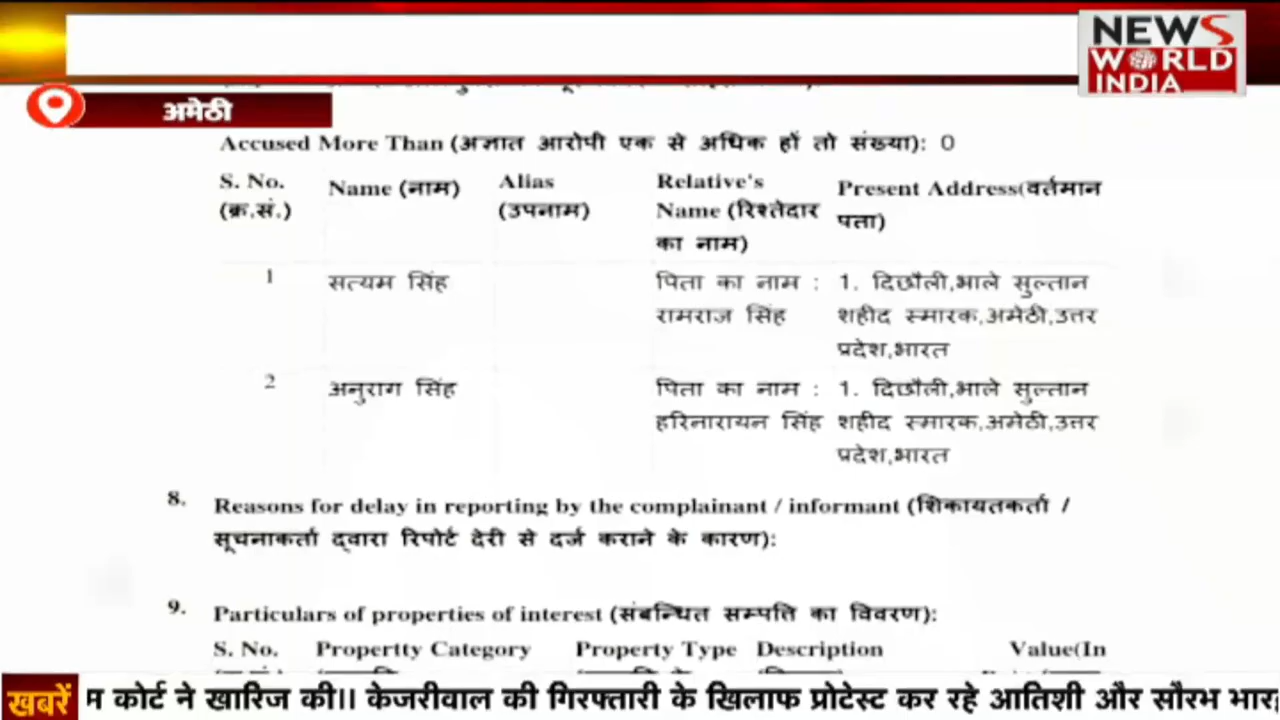 NEWS
WORLD
INDIA
अमेठी
Accused More Than (अज्ञात आरोपी एक से अधिक हों तो संख्या): 0
S. No. (क्र.सं.) Name (नाम) Alias (उपनाम) Relative's Name (रिश्तेदार का नाम) Present Address(वर्तमान पता)
1 सत्यम सिंह पिता का नाम : रामराज सिंह 1. दिछौली,भाले सुल्तान शहीद स्मारक,अमेठी,उत्तर प्रदेश,भारत
2 अनुराग सिंह पिता का नाम : हरिनारायन सिंह 1. दिछौली,भाले सुल्तान शहीद स्मारक,अमेठी,उत्तर प्रदेश,भारत
8. Reasons for delay in reporting by the complainant / informant (शिकायतकर्ता /
सूचनाकर्ता द्वारा रिपोर्ट देरी से दर्ज कराने के कारण):
9. Particulars of properties of interest (संबन्धित सम्पत्ति का विवरण):
S. No. Propertty Category Property Type Description Value(In
खबरें म कोर्ट ने खारिज की।। केजरीवाल की गिरफ्तारी के खिलाफ प्रोटेस्ट कर रहे आतिशी और सौरभ भार